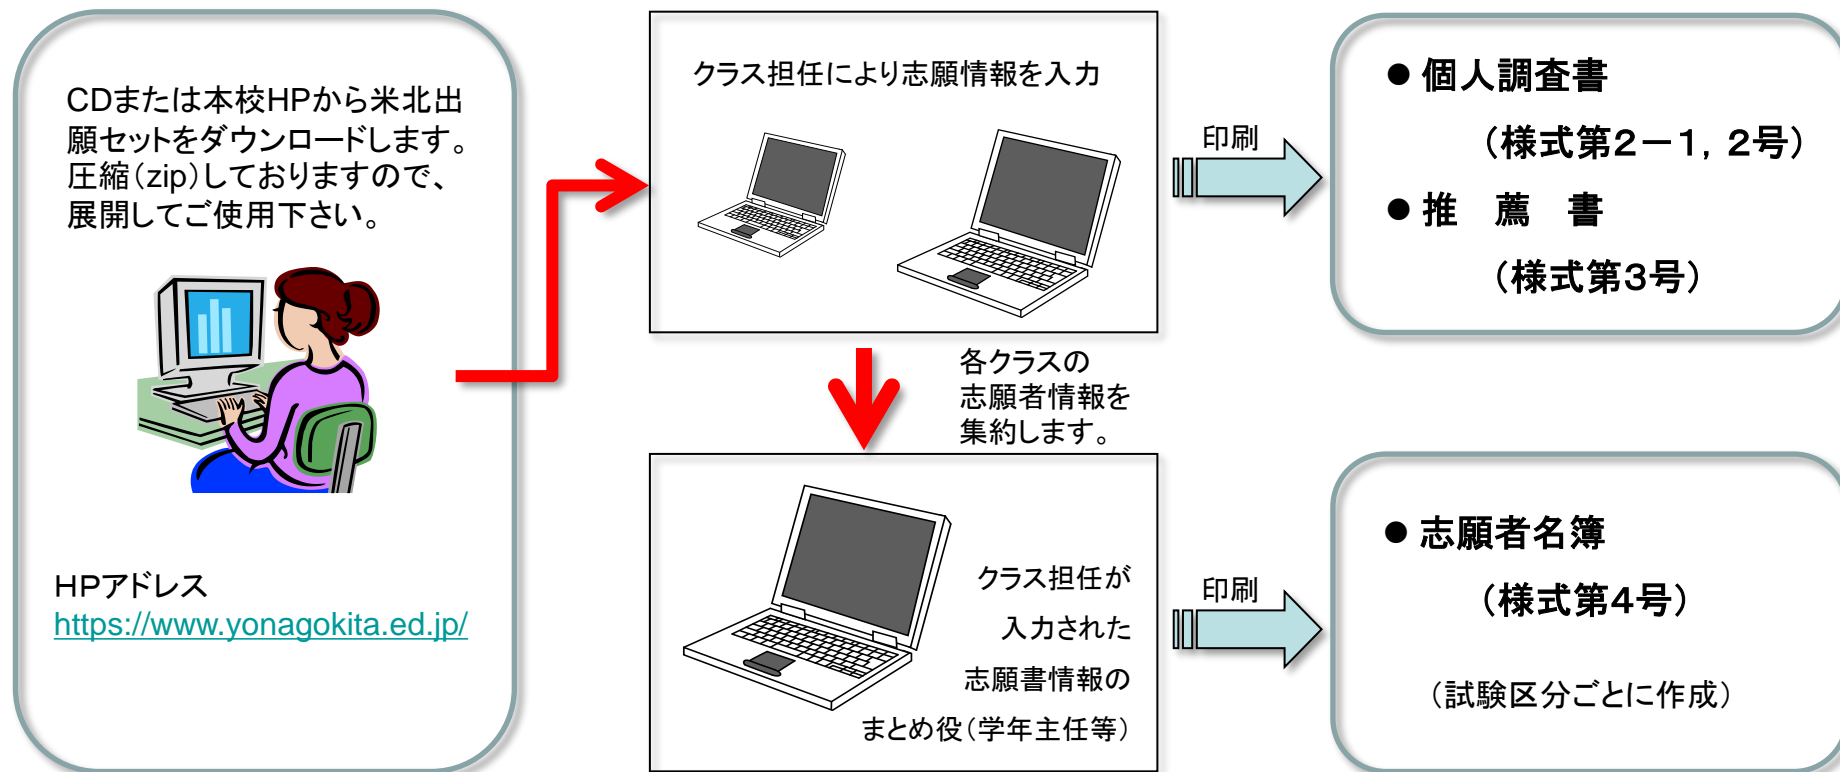 CDまたは本校HPから米北出
願セットをダウンロードします。
圧縮(zip)しておりますので、
展開してご使用下さい。
HPアドレス
https://www.yonagokita.ed.jp/
クラス担任により志願情報を入力
各クラスの
志願者情報を
集約します。
クラス担任が
入力された
志願書情報の
まとめ役(学年主任等)
印刷
● 個人調査書
(様式第2-1,2号)
● 推 薦 書
(様式第3号)
印刷
● 志願者名簿
(様式第4号)
(試験区分ごとに作成)